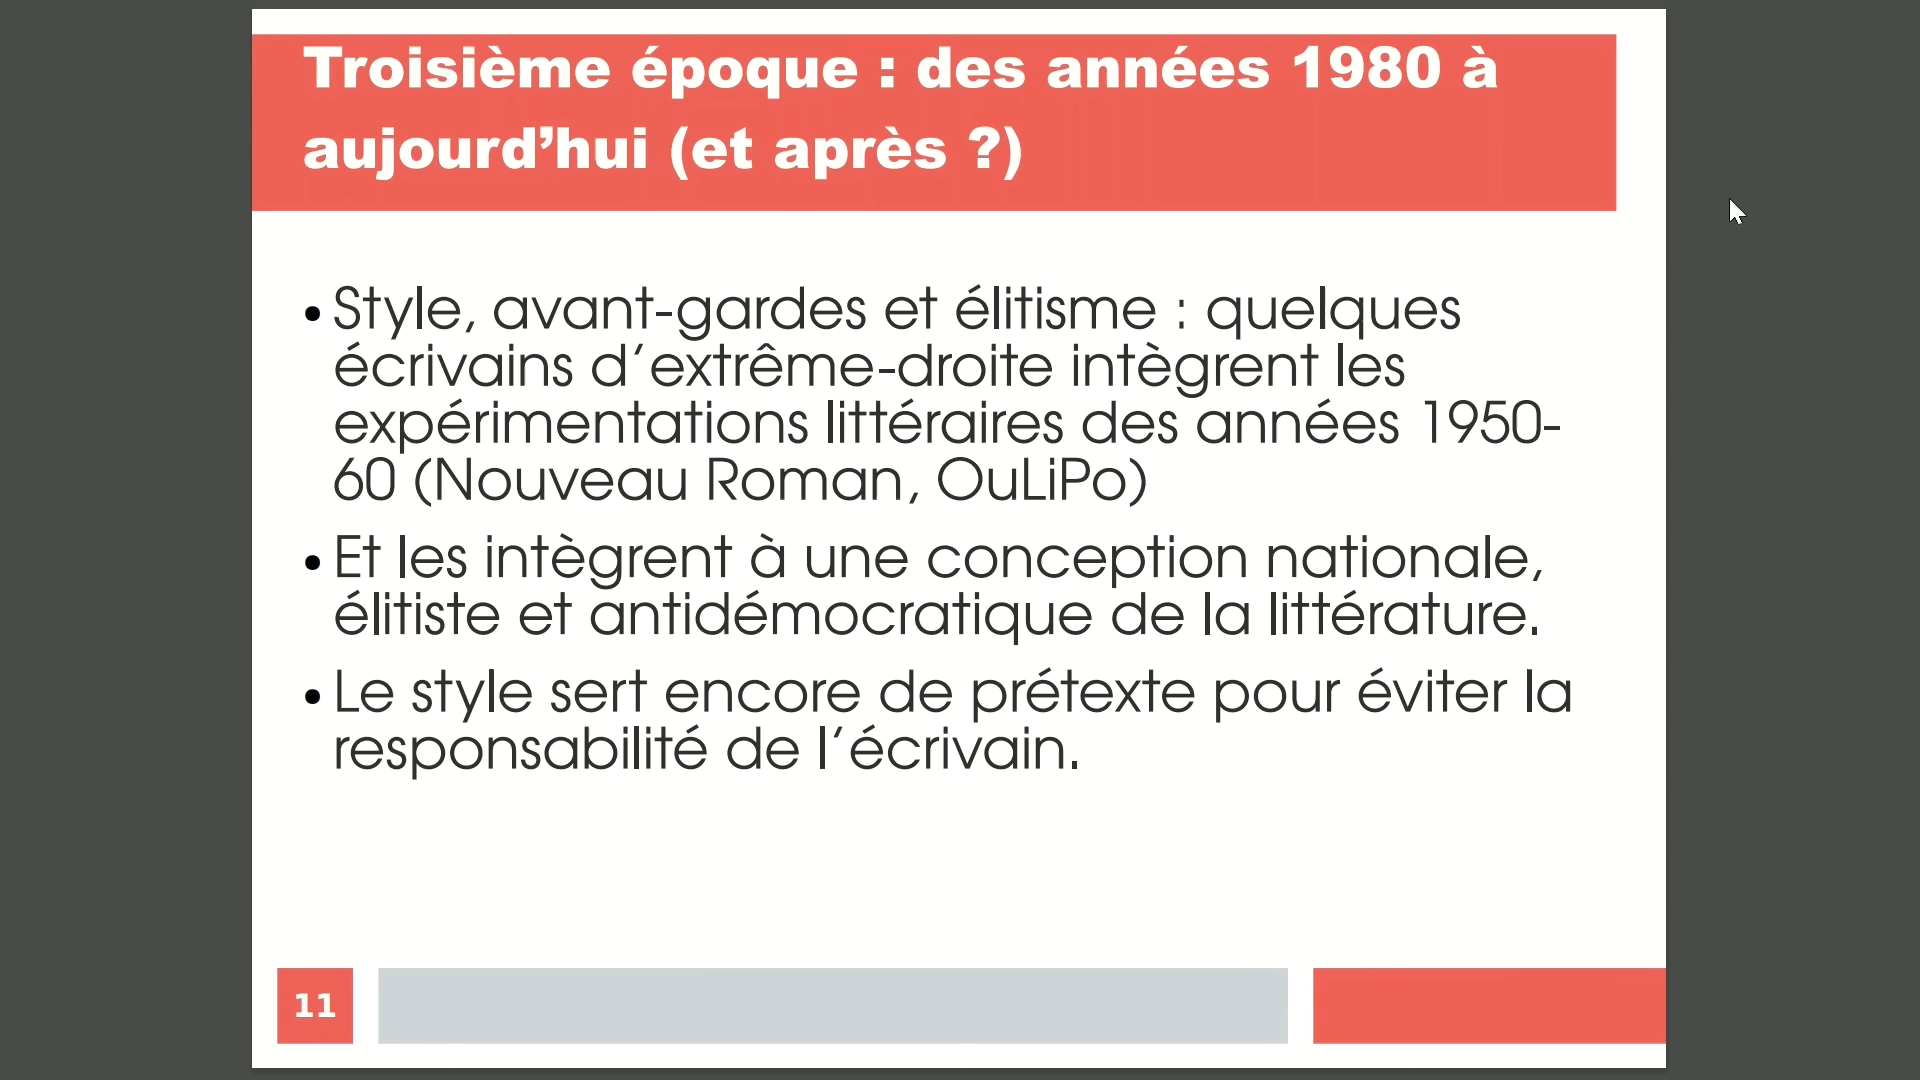 Troisième époque : des années 1980 à
aujourd’hui (et après ?)
• Style, avant-gardes et élitisme : quelques
écrivains d’extrême-droite intègrent les
expérimentations littéraires des années 1950-
60 (Nouveau Roman, OuLiPo)
• Et les intègrent à une conception nationale,
élitiste et antidémocratique de la littérature.
• Le style sert encore de prétexte pour éviter la
responsabilité de l’écrivain.
11